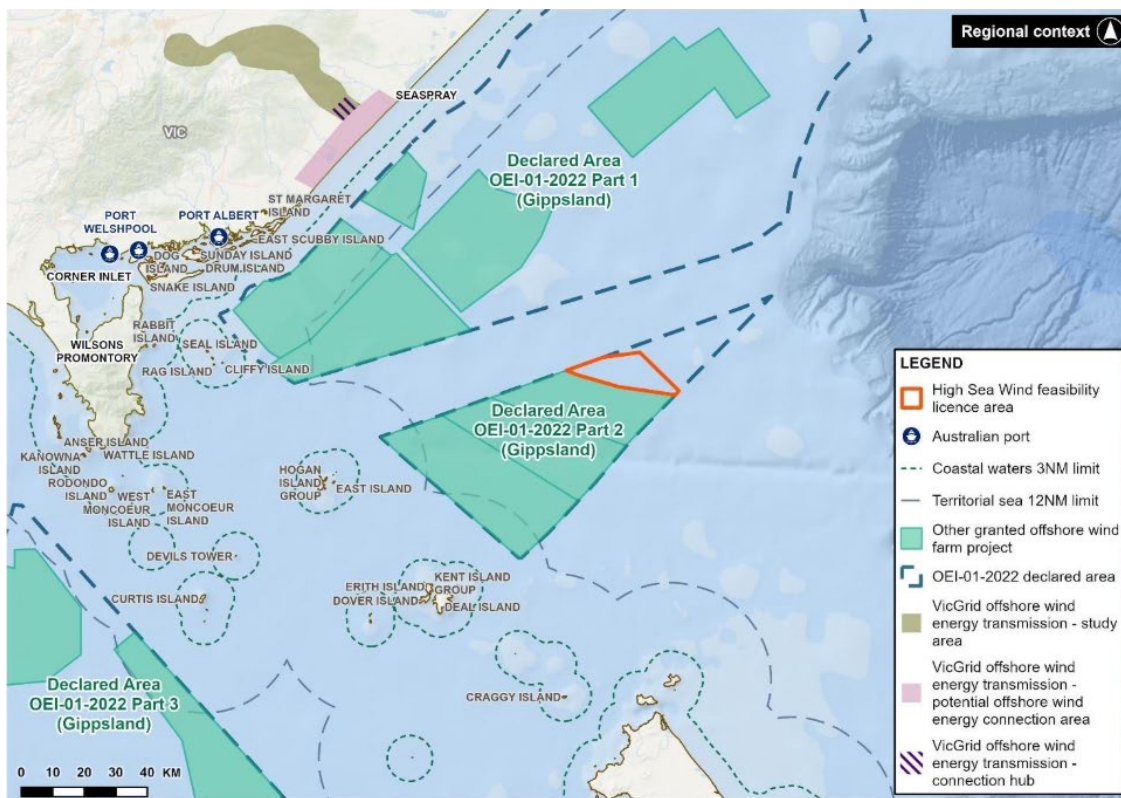 Regional context
SEASPRAY
VIC
Declared Area
OEI-01-2022 Part 1
(Gippsland)
ST MARGARET
ISLAND
PORT
WELSHPOOL
PORT ALBERT
EAST SCUBBY ISLAND
DOG
ISLAND
SUNDAY ISLAND
DRUM ISLAND
CORNER INLET
SNAKE ISLAND
RABBIT
ISLAND
SEAL ISLAND
WILSONS
PROMONTORY
RAG ISLAND
CLIFFY ISLAND
Declared Area
OEI-01-2022 Part 2
(Gippsland)
ANSER ISLAND
KANOWNA
ISLAND
WATTLE ISLAND
RODONDO
ISLAND
WEST
MONCOEUR
ISLAND
EAST
MONCOEUR
ISLAND
HOGAN
ISLAND
GROUP
EAST ISLAND
DEVILS TOWER
CURTIS ISLAND
ERITH ISLAND
DOVER ISLAND
KENT ISLAND
GROUP
DEAL ISLAND
CRAGGY ISLAND
Declared Area
OEI-01-2022 Part 3
(Gippsland)
0 10 20 30 40 KM
LEGEND
High Sea Wind feasibility
licence area
Australian port
Coastal waters 3NM limit
Territorial sea 12NM limit
Other granted offshore wind
farm project
OEI-01-2022 declared area
VicGrid offshore wind
energy transmission - study
area
VicGrid offshore wind
energy transmission -
potential offshore wind
energy connection area
VicGrid offshore wind
energy transmission -
connection hub